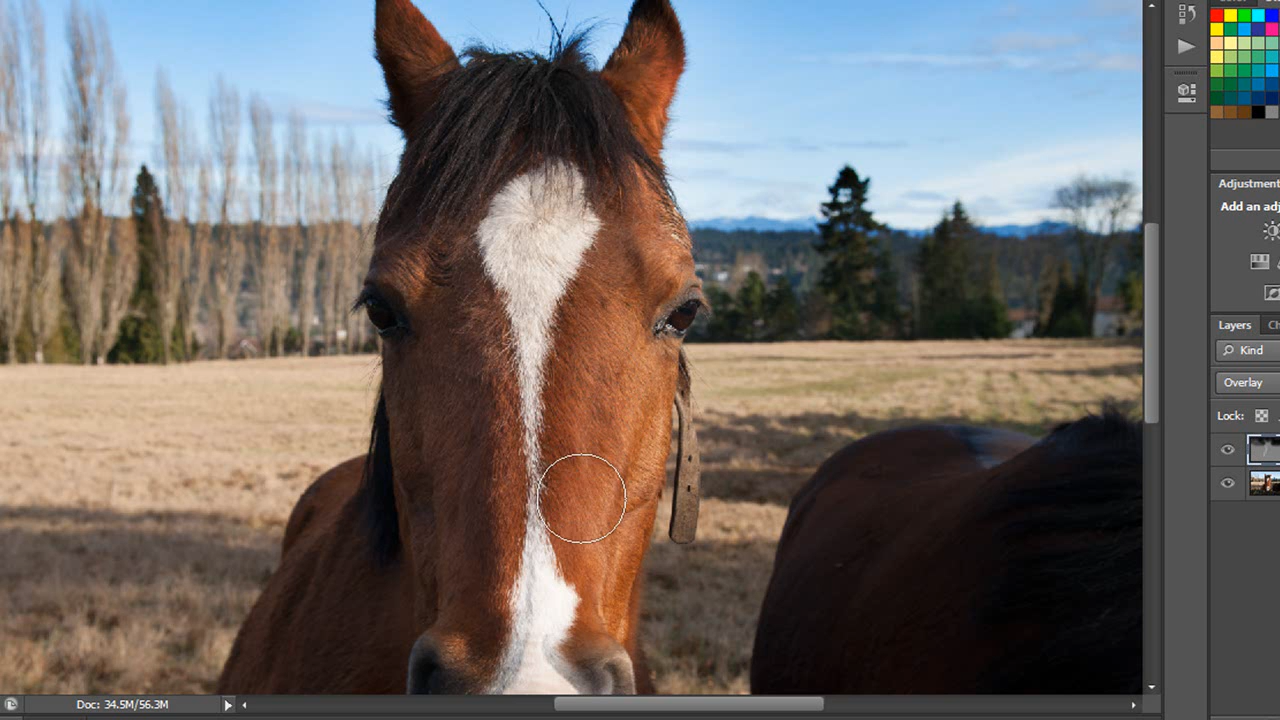 Adjustment
Add an adj
Layers
Kind
Overlay
Lock:
Doc: 34.5M/56.3M